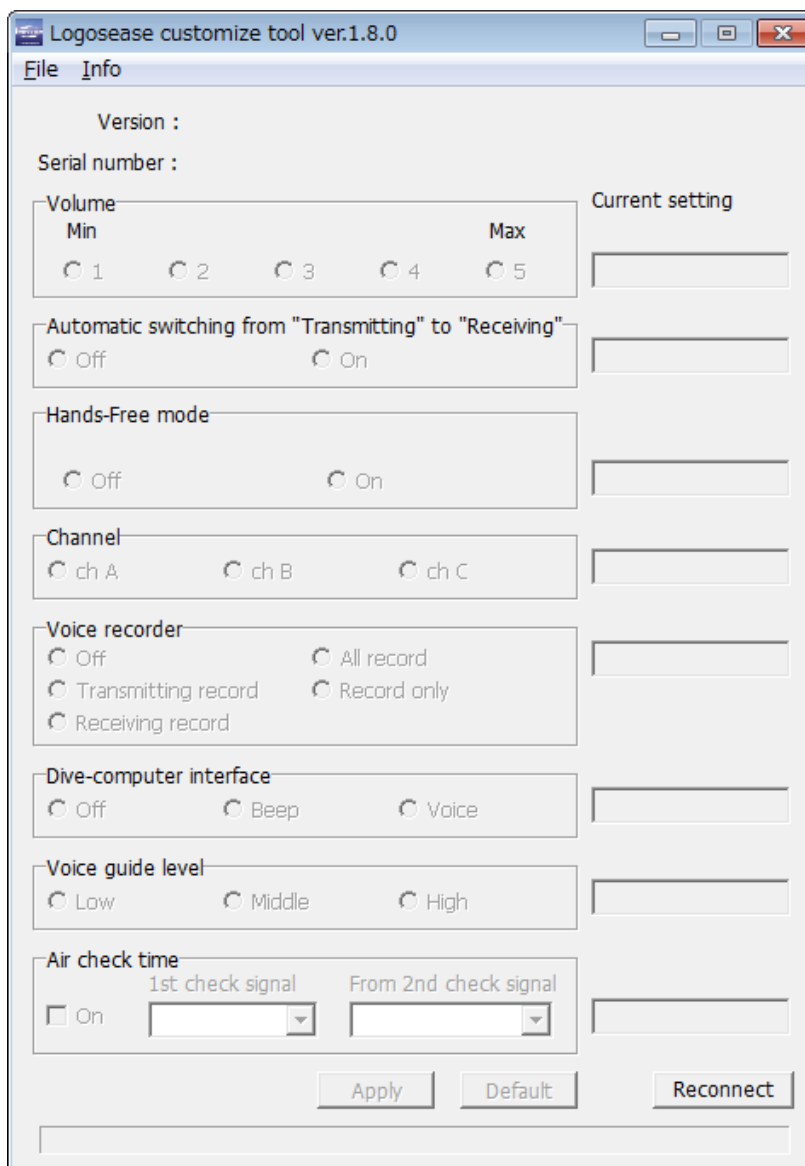 Logosease customize tool ver.1.8.0
File Info
Version :
Serial number :
Volume
Current setting
Min Max
1 2 3 4 5
Automatic switching from "Transmitting" to "Receiving"
Off On
Hands-Free mode
Off On
Channel
ch A ch B ch C
Voice recorder
Off All record
Transmitting record Record only
Receiving record
Dive-computer interface
Off Beep Voice
Voice guide level
Low Middle High
Air check time
1st check signal From 2nd check signal
On
Apply Default Reconnect